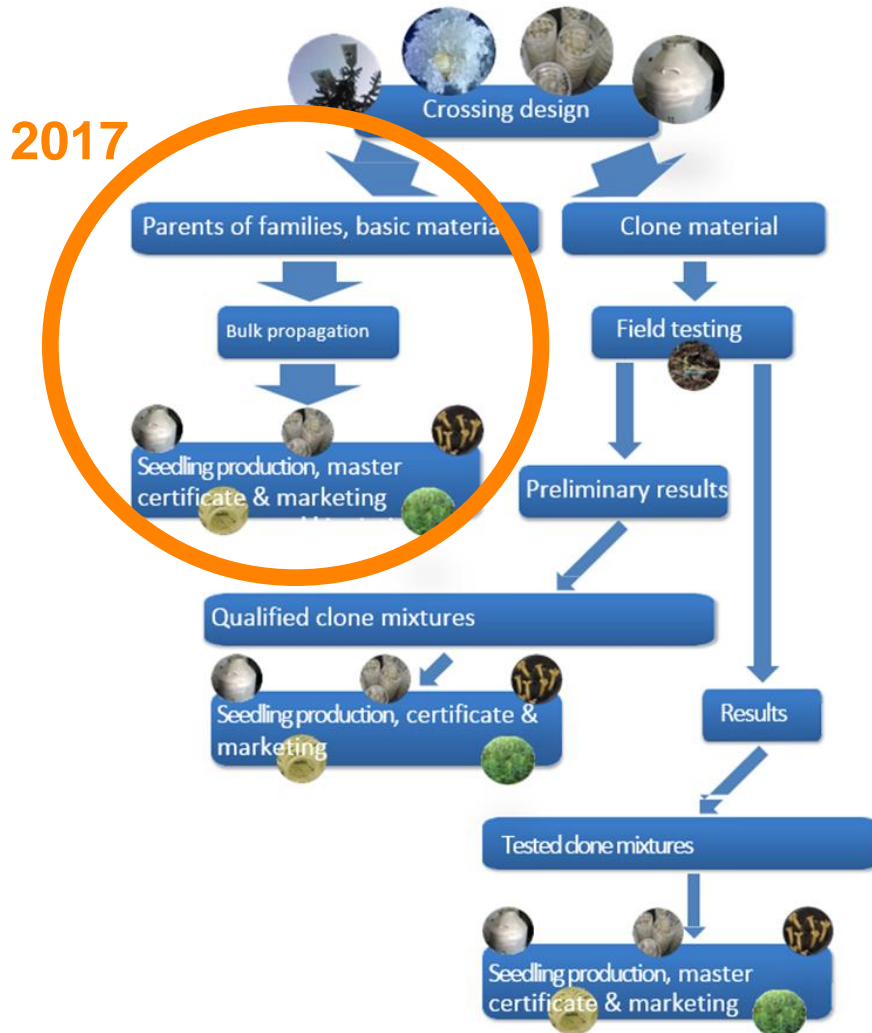 Crossing design
2017
Parents of families, basic material
Clone material
Bulk propagation
Field testing
Seedling production, master
certificate & marketing
Preliminary results
Qualified clone mixtures
Seedling production, certificate &
marketing
Results
Tested clone mixtures
Seedling production, master
certificate & marketing